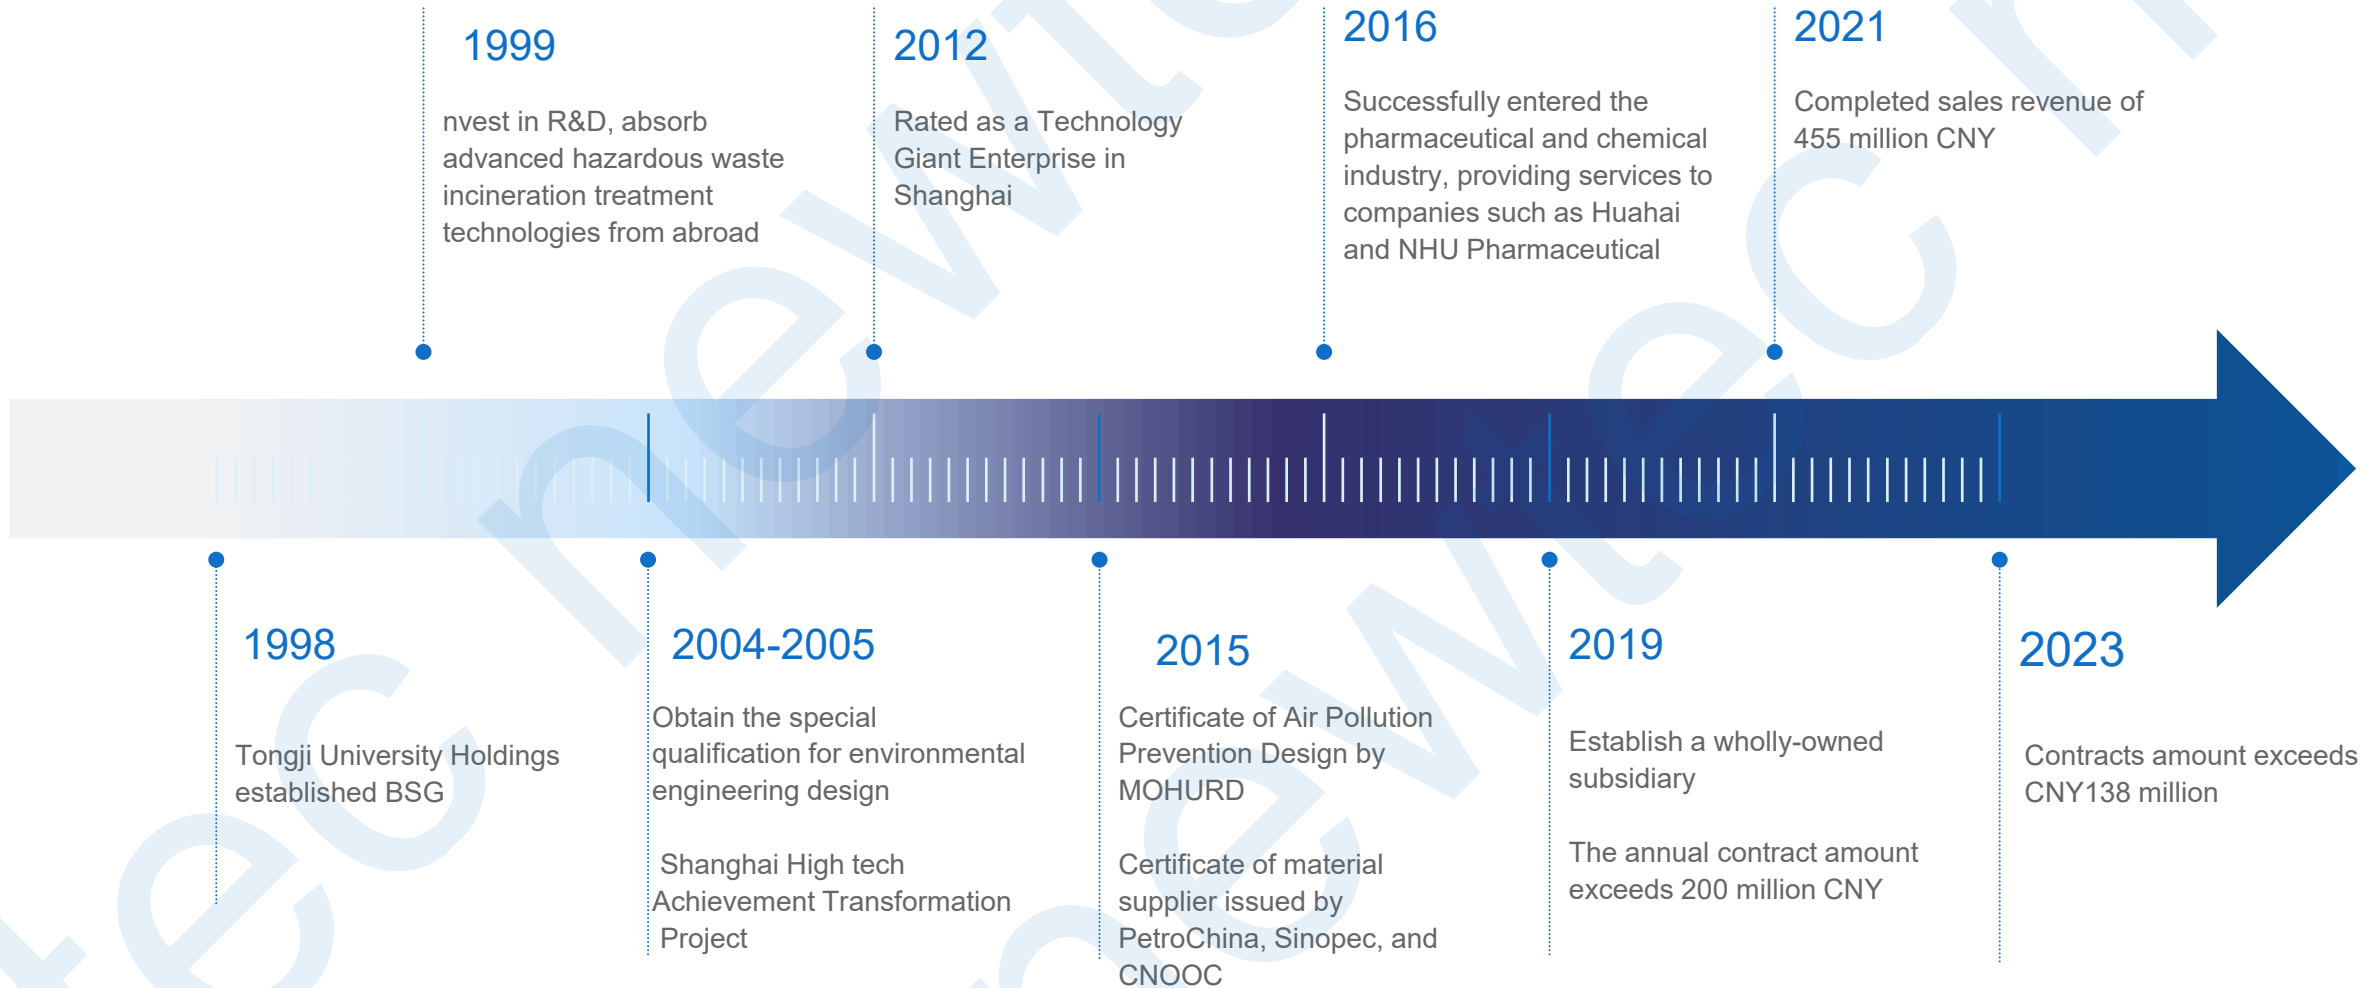 1999
nvest in R&D, absorb
advanced hazardous waste
incineration treatment
technologies from abroad
2012
Rated as a Technology
Giant Enterprise in
Shanghai
2016
Successfully entered the
pharmaceutical and chemical
industry, providing services to
companies such as Huahai
and NHU Pharmaceutical
2021
Completed sales revenue of
455 million CNY
1998
Tongji University Holdings
established BSG
2004-2005
Obtain the special
qualification for environmental
engineering design
Shanghai High tech
Achievement Transformation
Project
2015
Certificate of Air Pollution
Prevention Design by
MOHURD
Certificate of material
supplier issued by
PetroChina, Sinopec, and
CNOOC
2019
Establish a wholly-owned
subsidiary
The annual contract amount
exceeds 200 million CNY
2023
Contracts amount exceeds
CNY138 million
tec newtec
newtec n